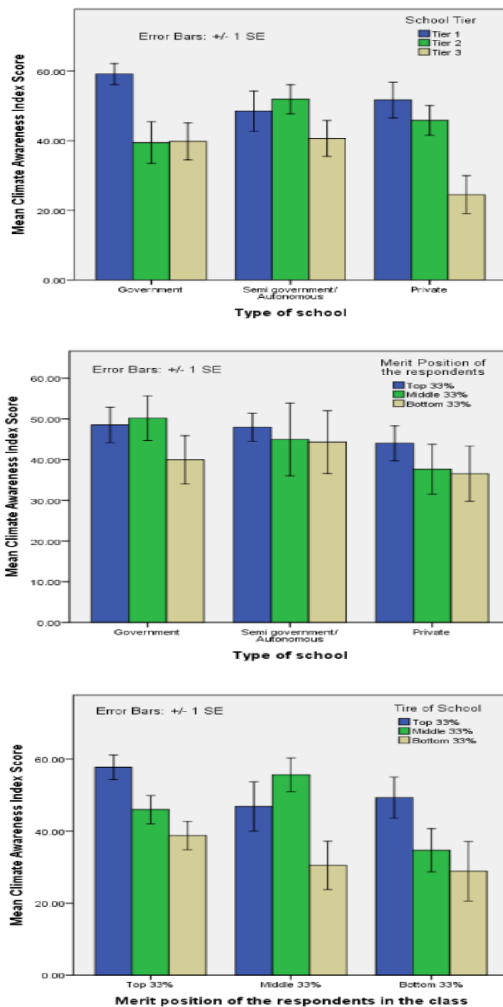 School Tier
Error Bars: +/- 1 SE
Tier 1
Tier 2
Tier 3
Mean Climate Awareness Index Score
60.00
40.00
20.00
0.00
Government
Semi government/
Autonomous
Private
Type of school
Merit Position of
the respondents
Error Bars: +/- 1 SE
Top 33%
Middle 33%
Bottom 33%
Mean Climate Awareness Index Score
60.00
50.00
40.00
30.00
20.00
10.00
0.00
Government
Semi government/
Autonomous
Private
Type of school
Tire of School
Error Bars: +/- 1 SE
Top 33%
Middle 33%
Bottom 33%
Mean Climate Awareness Index Score
60.00
40.00
20.00
0.00
Top 33%
Middle 33%
Bottom 33%
Merit position of the respondents in the class